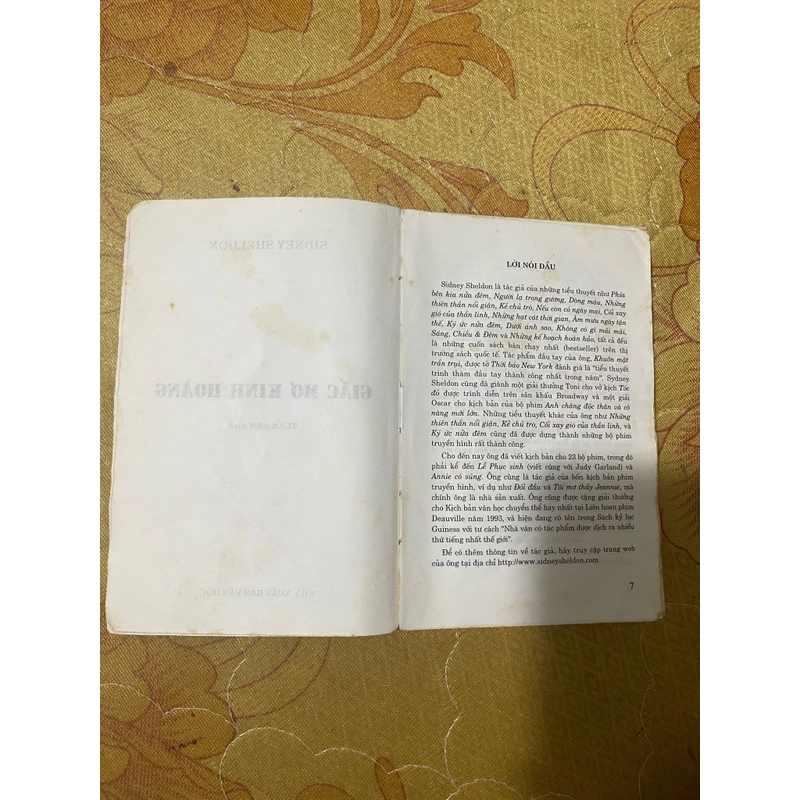 SIDNEY SHELDON
GIẤC MƠ KINH HOÀNG
TUẤN ANH dịch
NHÀ XUẤT BẢN VĂN HỌC
LỜI NÓI ĐẦU
Sidney Sheldon là tác giả của những tiểu thuyết như Phía
bên kia nửa đêm, Người lạ trong gương, Dòng máu, Những
thiên thần nổi giận, Kẻ chủ trò, Nếu còn có ngày mai, Cối xay
gió của thần linh, Những hạt cát thời gian, Âm mưu ngày tận
thế, Ký ức nửa đêm, Dưới ánh sao, Không có gì mãi mãi,
Sáng, Chiều & Đêm và Những kế hoạch hoàn hảo, tất cả đều
là những cuốn sách bán chạy nhất (bestseller) trên thị
trường sách quốc tế. Tác phẩm đầu tay của ông, Khuôn mặt
trần trụi, được tờ Thời báo New York đánh giá là "tiểu thuyết
trinh thám đầu tay thành công nhất trong năm". Sydney
Sheldon cũng đã giành một giải thưởng Toni cho vở kịch Tóc
đỏ được trình diễn trên sân khấu Broadway và một giải
Oscar cho kịch bản của bộ phim Anh chàng độc thân và cô
nàng mới lớn. Những tiểu thuyết khác của ông như Những
thiên thần nổi giận, Kẻ chủ trò, Cối xay gió của thần linh, và
Ký ức nửa đêm cũng đã được dựng thành những bộ phim
truyền hình rất thành công.
Cho đến nay ông đã viết kịch bản cho 23 bộ phim, trong đó
phải kể đến Lễ Phục sinh (viết cùng với Judy Garland) và
Annie có súng. Ông cũng là tác giả của bốn kịch bản phim
truyền hình, ví dụ như Đối đầu và Tôi mơ thấy Jeannie, mà
chính ông là nhà sản xuất. Ông cũng được tặng giải thưởng
cho Kịch bản văn học chuyển thể hay nhất tại Liên hoan phim
Deauville năm 1993, và hiện đang có tên trong Sách kỷ lục
Guiness với tư cách "Nhà văn có tác phẩm được dịch ra nhiều
thứ tiếng nhất thế giới".
Để có thêm thông tin về tác giả, hãy truy cập trang web
của ông tại địa chỉ http://www.sidneysheldon.com
7